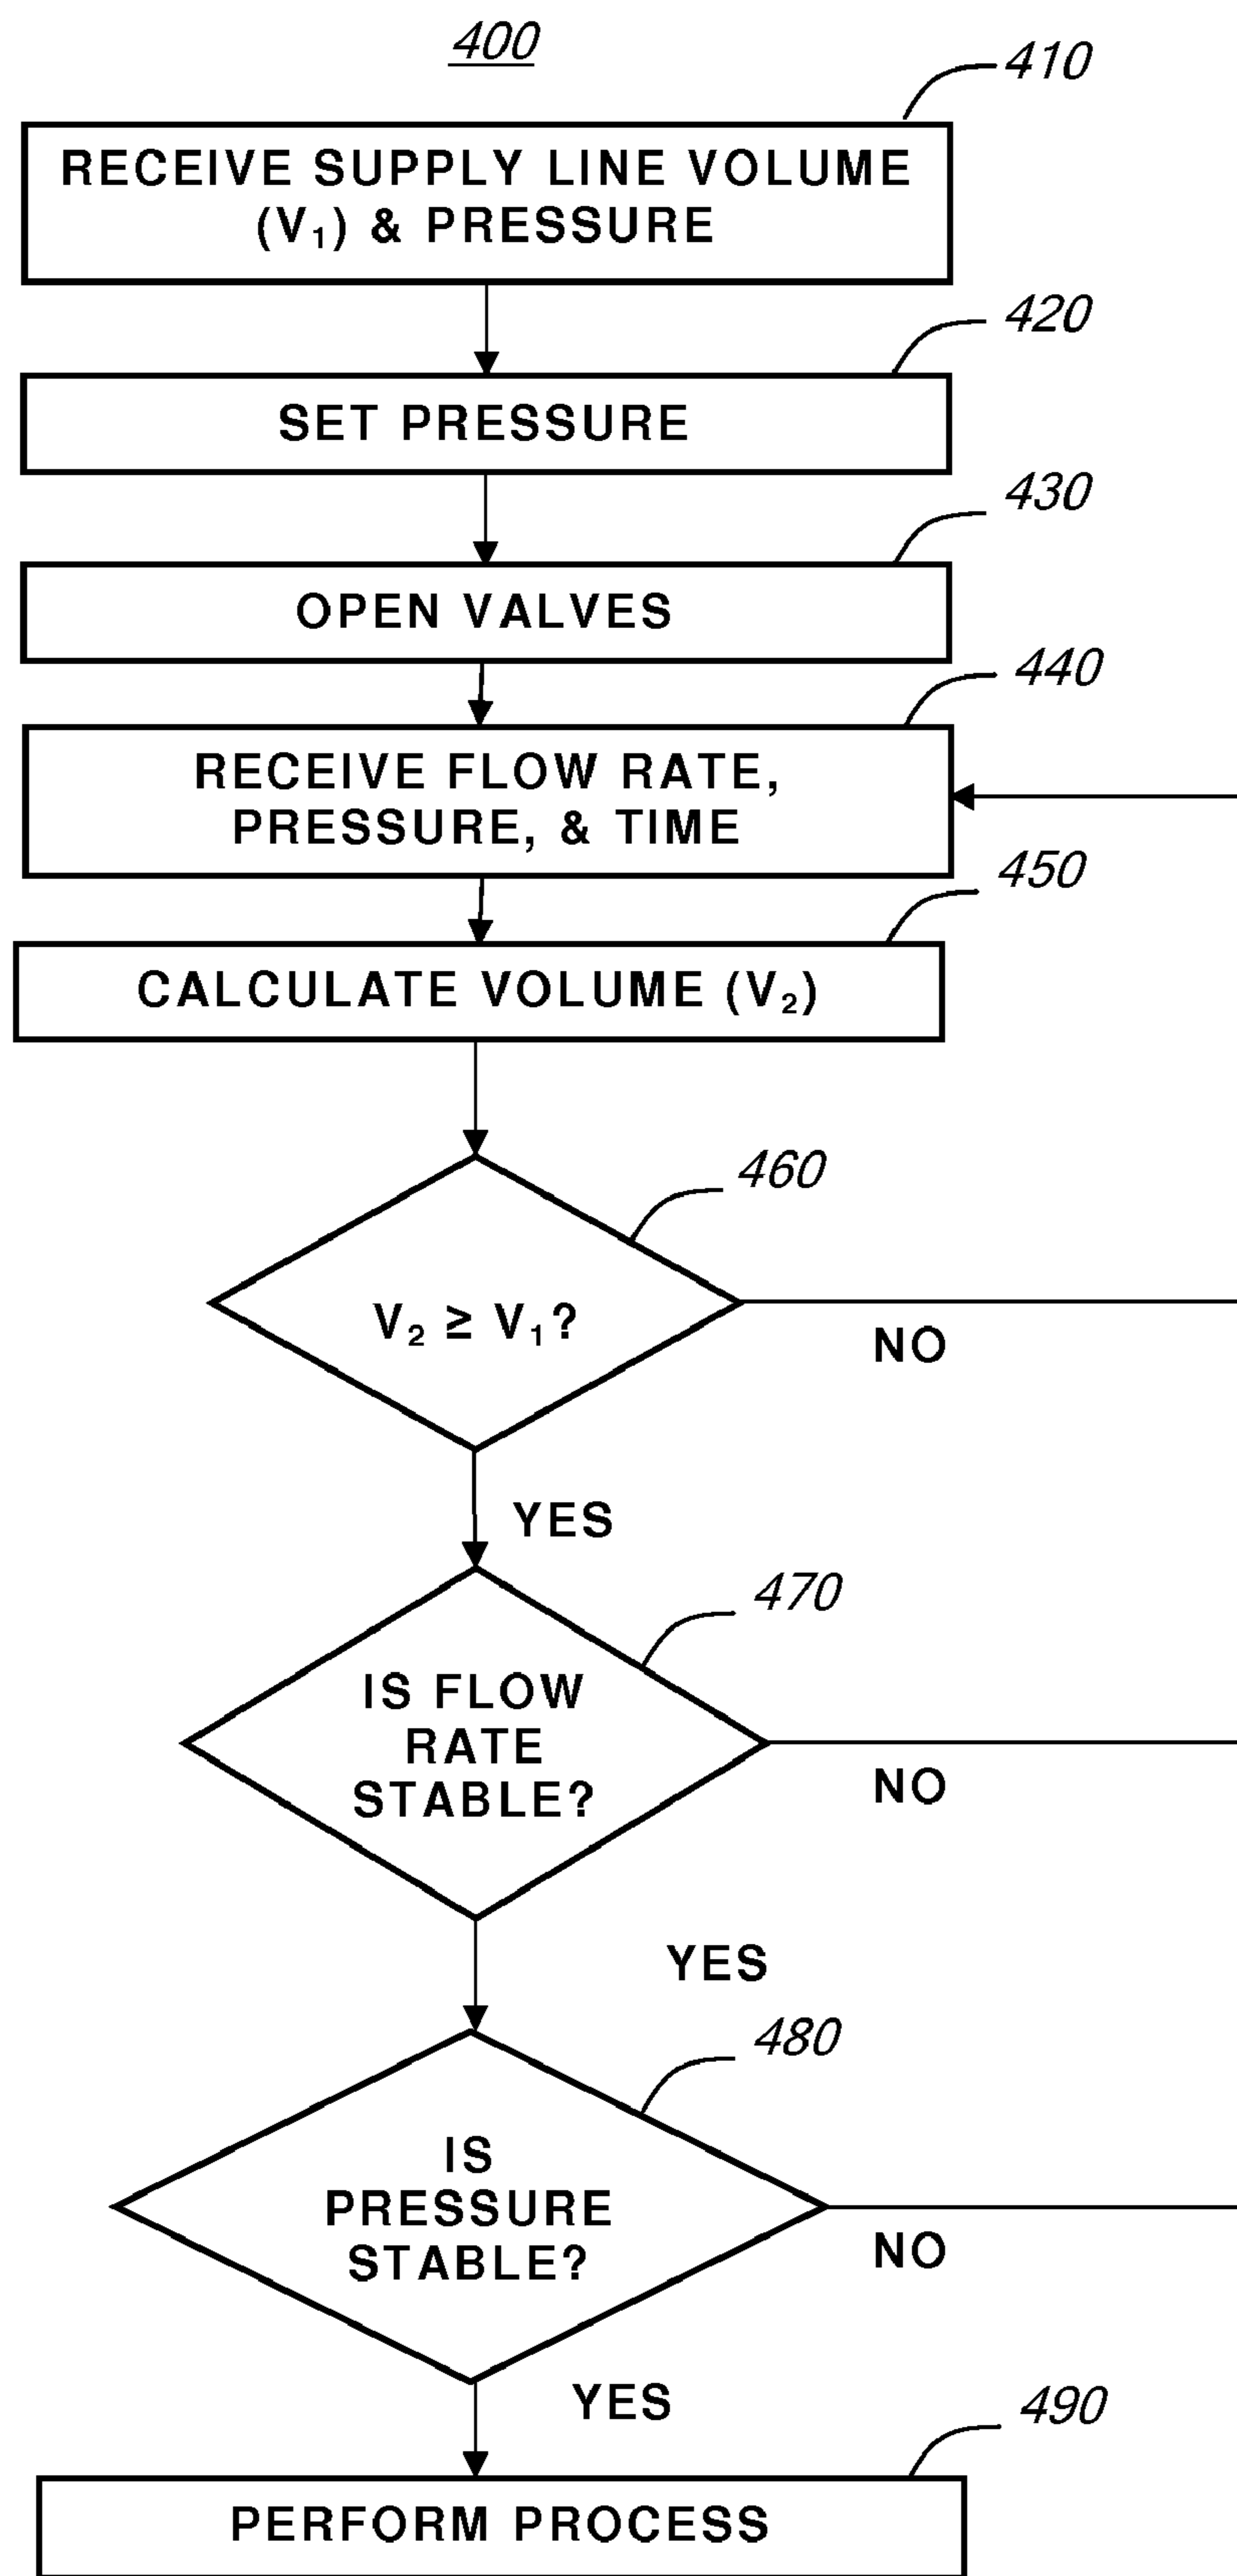 400
410
RECEIVE SUPPLY LINE VOLUME
(V₁) & PRESSURE
420
SET PRESSURE
430
OPEN VALVES
440
RECEIVE FLOW RATE,
PRESSURE, & TIME
450
CALCULATE VOLUME (V₂)
460
V₂ ≥ V₁?
NO
YES
470
IS FLOW
RATE
STABLE?
NO
YES
480
IS
PRESSURE
STABLE?
NO
YES
490
PERFORM PROCESS